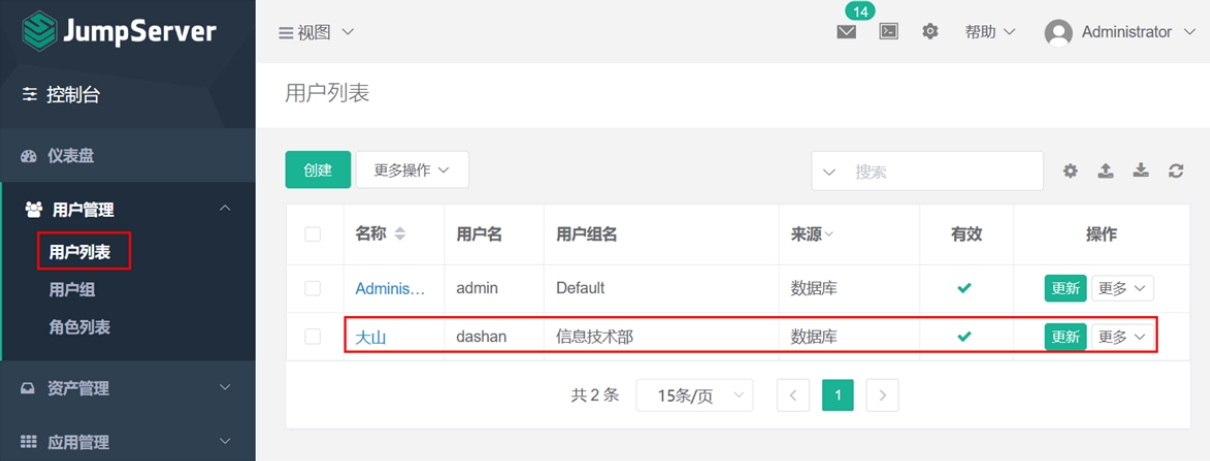 JumpServer
视图
14
帮助
Administrator
控制台
用户列表
仪表盘
创建
更多操作
搜索
用户管理
用户列表
用户组
角色列表
资产管理
应用管理
名称 用户名 用户组名 来源 有效 操作
Adminis... admin Default 数据库 更新 更多
大山 dashan 信息技术部 数据库 更新 更多
共 2 条 15条/页 1